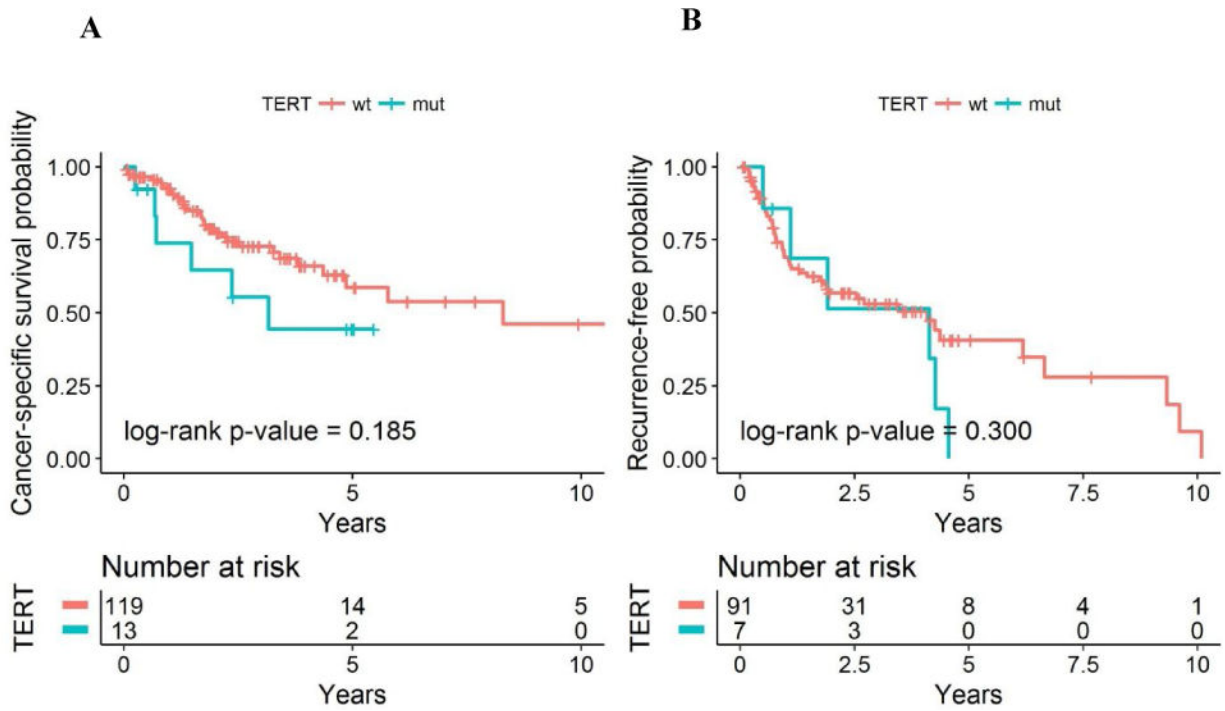 A
TERT wt mut
Cancer-specific survival probability
1.00
0.75
0.50
0.25
0.00
log-rank p-value = 0.185
0 5 10
Years
Number at risk
TERT
119 14 5
13 2 0
0 5 10
Years
B
TERT wt mut
Recurrence-free probability
1.00
0.75
0.50
0.25
0.00
log-rank p-value = 0.300
0 2.5 5 7.5 10
Years
Number at risk
TERT
91 31 8 4 1
7 3 0 0 0
0 2.5 5 7.5 10
Years